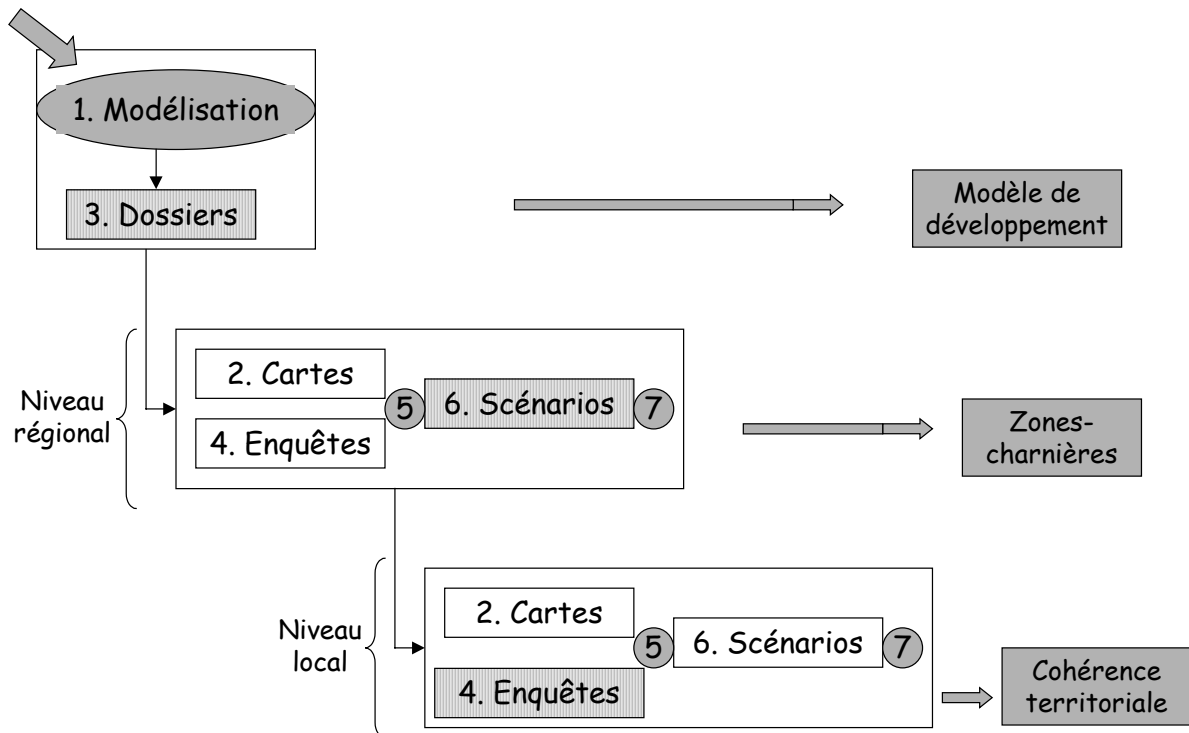 1. Modélisation
3. Dossiers
Modèle de
développement
Niveau
régional
2. Cartes
4. Enquêtes
5
6. Scénarios
7
Zones-
charnières
Niveau
local
2. Cartes
4. Enquêtes
5
6. Scénarios
7
Cohérence
territoriale